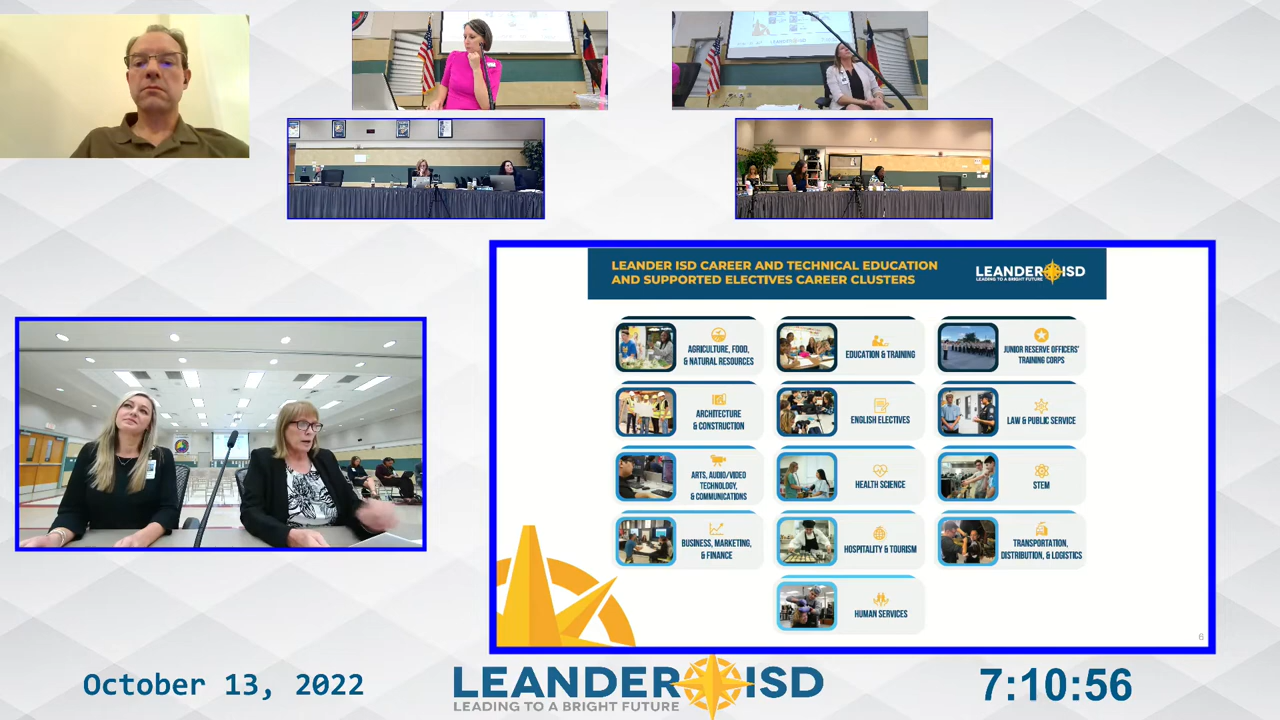 LEANDER ISD CAREER AND TECHNICAL EDUCATION
AND SUPPORTED ELECTIVES CAREER CLUSTERS
LEANDER ISD
LEADING TO A BRIGHT FUTURE
AGRICULTURE, FOOD,
& NATURAL RESOURCES
EDUCATION & TRAINING
JUNIOR RESERVE OFFICERS'
TRAINING CORPS
ARCHITECTURE
& CONSTRUCTION
ENGLISH ELECTIVES
LAW & PUBLIC SERVICE
ARTS, AUDIO/VIDEO
TECHNOLOGY,
& COMMUNICATIONS
HEALTH SCIENCE
STEM
BUSINESS, MARKETING,
& FINANCE
HOSPITALITY & TOURISM
TRANSPORTATION,
DISTRIBUTION, & LOGISTICS
HUMAN SERVICES
6
October 13, 2022
LEANDER ISD
LEADING TO A BRIGHT FUTURE
7:10:56